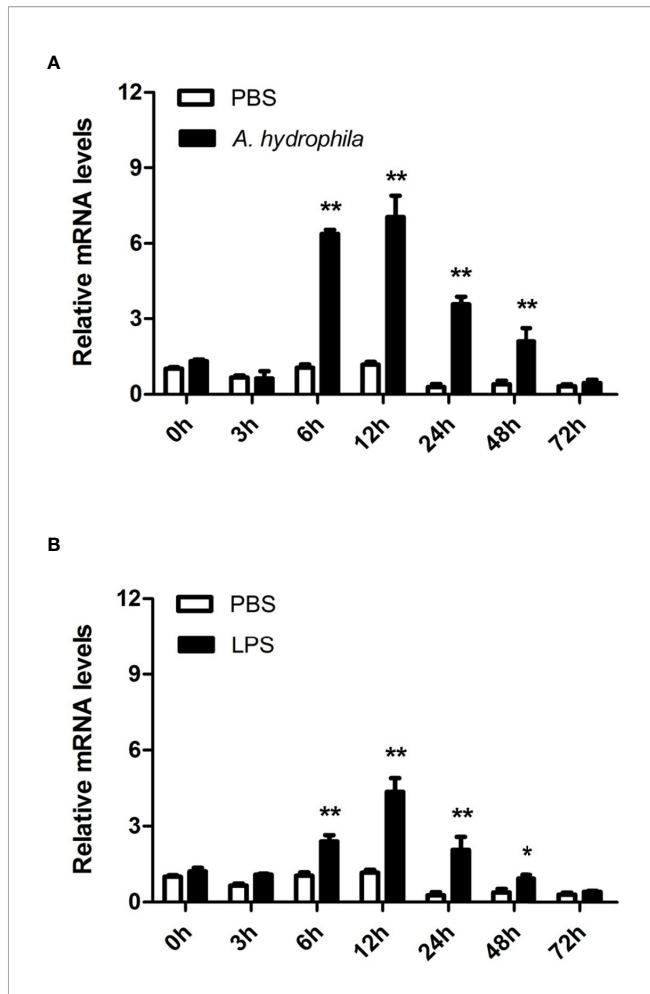 A
12
9
6
3
0
Relative mRNA levels
PBS
A. hydrophila
**
**
**
**
0h
3h
6h
12h
24h
48h
72h
B
12
9
6
3
0
Relative mRNA levels
PBS
LPS
**
**
**
*
0h
3h
6h
12h
24h
48h
72h